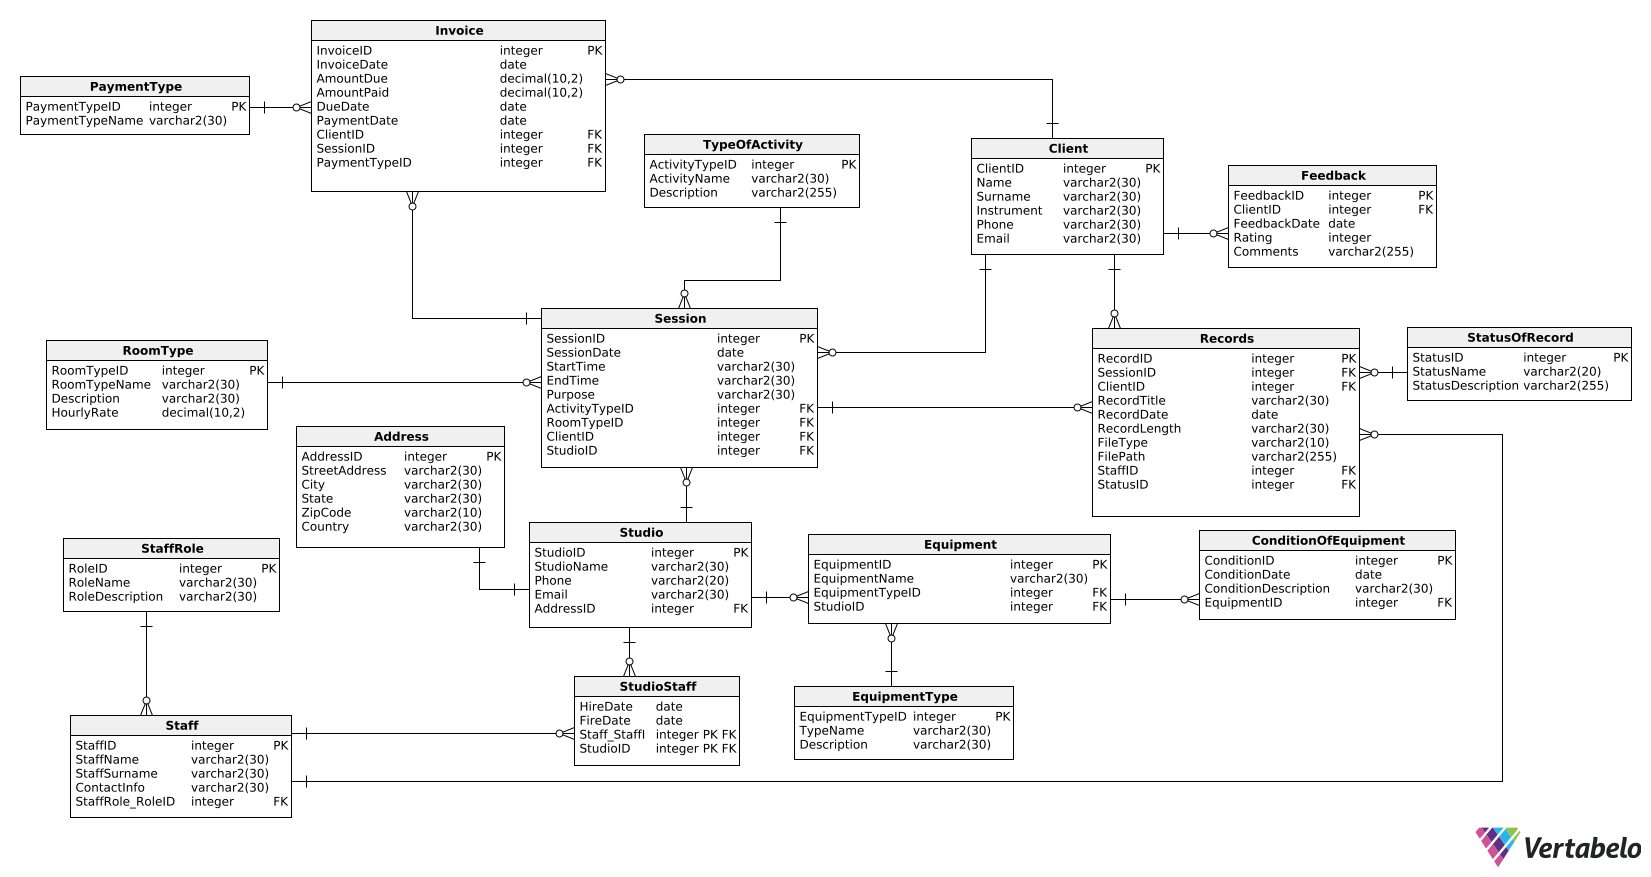 Invoice
InvoiceID integer PK
InvoiceDate date
AmountDue decimal(10,2)
AmountPaid decimal(10,2)
DueDate date
PaymentDate date
ClientID integer FK
SessionID integer FK
PaymentTypeID integer FK
PaymentType
PaymentTypeID integer PK
PaymentTypeName varchar2(30)
TypeOfActivity
ActivityTypeID integer PK
ActivityName varchar2(30)
Description varchar2(255)
Client
ClientID integer PK
Name varchar2(30)
Surname varchar2(30)
Instrument varchar2(30)
Phone varchar2(30)
Email varchar2(30)
Feedback
FeedbackID integer PK
ClientID integer FK
FeedbackDate date
Rating integer
Comments varchar2(255)
Session
SessionID integer PK
SessionDate date
StartTime varchar2(30)
EndTime varchar2(30)
Purpose varchar2(30)
ActivityTypeID integer FK
RoomTypeID integer FK
ClientID integer FK
StudioID integer FK
RoomType
RoomTypeID integer PK
RoomTypeName varchar2(30)
Description varchar2(30)
HourlyRate decimal(10,2)
Records
RecordID integer PK
SessionID integer FK
ClientID integer FK
RecordTitle varchar2(30)
RecordDate date
RecordLength varchar2(30)
FileType varchar2(10)
FilePath varchar2(255)
StaffID integer FK
StatusID integer FK
StatusOfRecord
StatusID integer PK
StatusName varchar2(20)
StatusDescription varchar2(255)
Address
AddressID integer PK
StreetAddress varchar2(30)
City varchar2(30)
State varchar2(30)
ZipCode varchar2(10)
Country varchar2(30)
Studio
StudioID integer PK
StudioName varchar2(30)
Phone varchar2(20)
Email varchar2(30)
AddressID integer FK
Equipment
EquipmentID integer PK
EquipmentName varchar2(30)
EquipmentTypeID integer FK
StudioID integer FK
ConditionOfEquipment
ConditionID integer PK
ConditionDate date
ConditionDescription varchar2(30)
EquipmentID integer FK
StaffRole
RoleID integer PK
RoleName varchar2(30)
RoleDescription varchar2(30)
StudioStaff
HireDate date
FireDate date
Staff_StaffI integer PK FK
StudioID integer PK FK
EquipmentType
EquipmentTypeID integer PK
TypeName varchar2(30)
Description varchar2(30)
Staff
StaffID integer PK
StaffName varchar2(30)
StaffSurname varchar2(30)
ContactInfo varchar2(30)
StaffRole_RoleID integer FK
Vertabelo